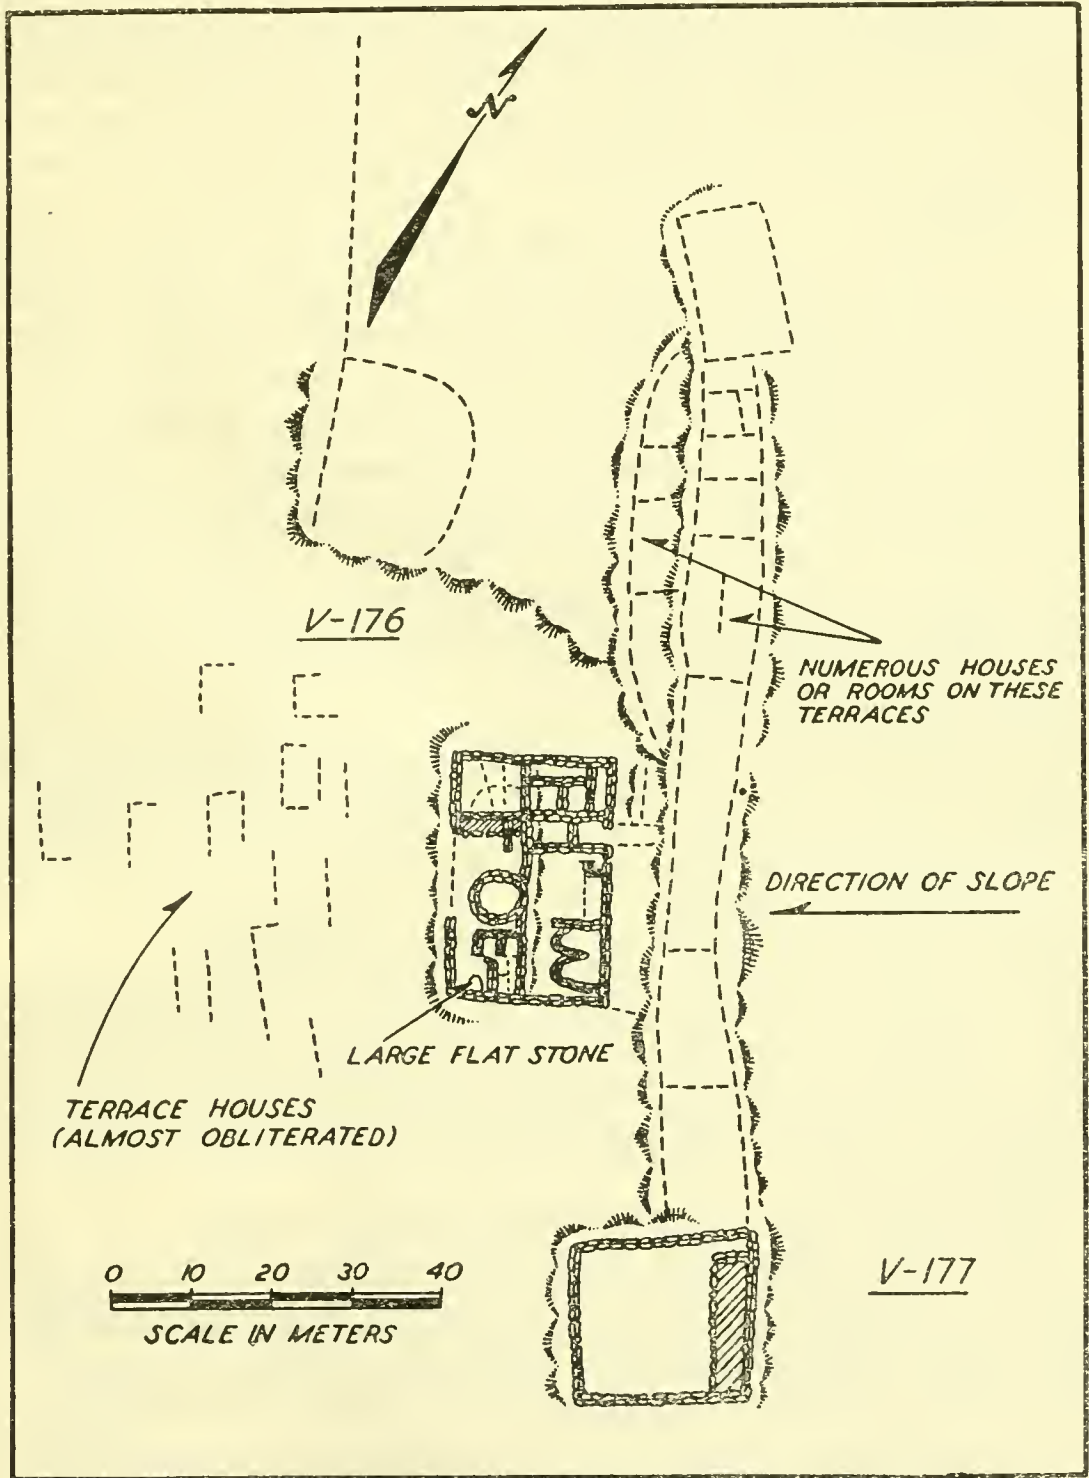 N
V-176
NUMEROUS HOUSES
OR ROOMS ON THESE
TERRACES
DIRECTION OF SLOPE
LARGE FLAT STONE
TERRACE HOUSES
(ALMOST OBLITERATED)
0 10 20 30 40
SCALE IN METERS
V-177